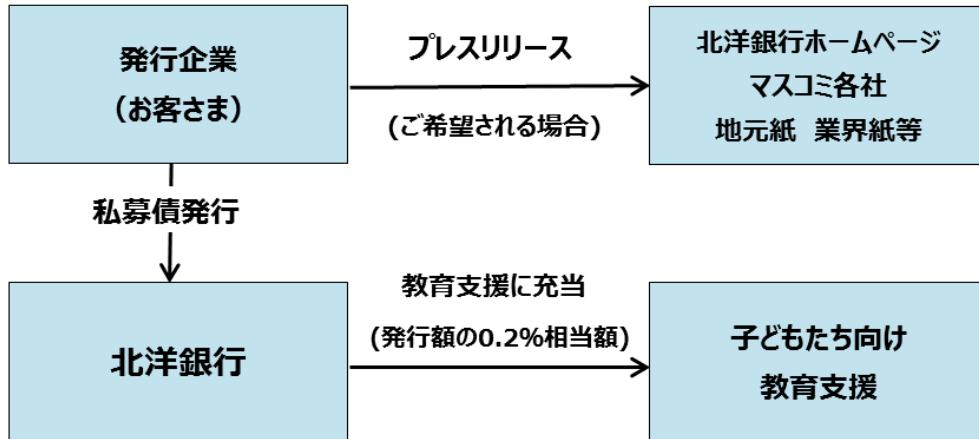 発行企業
（お客さま）
プレスリリース
(ご希望される場合)
北洋銀行ホームページ
マスコミ各社
地元紙　業界紙等
私募債発行
北洋銀行
教育支援に充当
(発行額の0.2%相当額)
子どもたち向け
教育支援